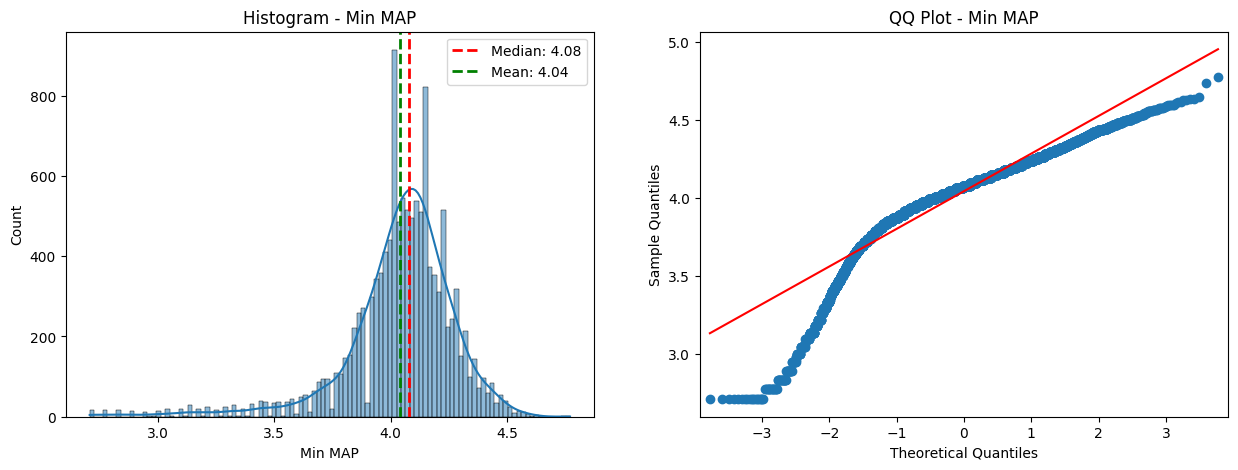 Histogram - Min MAP
Median: 4.08
Mean: 4.04
Count
800
600
400
200
0
3.0
3.5
4.0
4.5
Min MAP
QQ Plot - Min MAP
Sample Quantiles
5.0
4.5
4.0
3.5
3.0
−3
−2
−1
0
1
2
3
Theoretical Quantiles